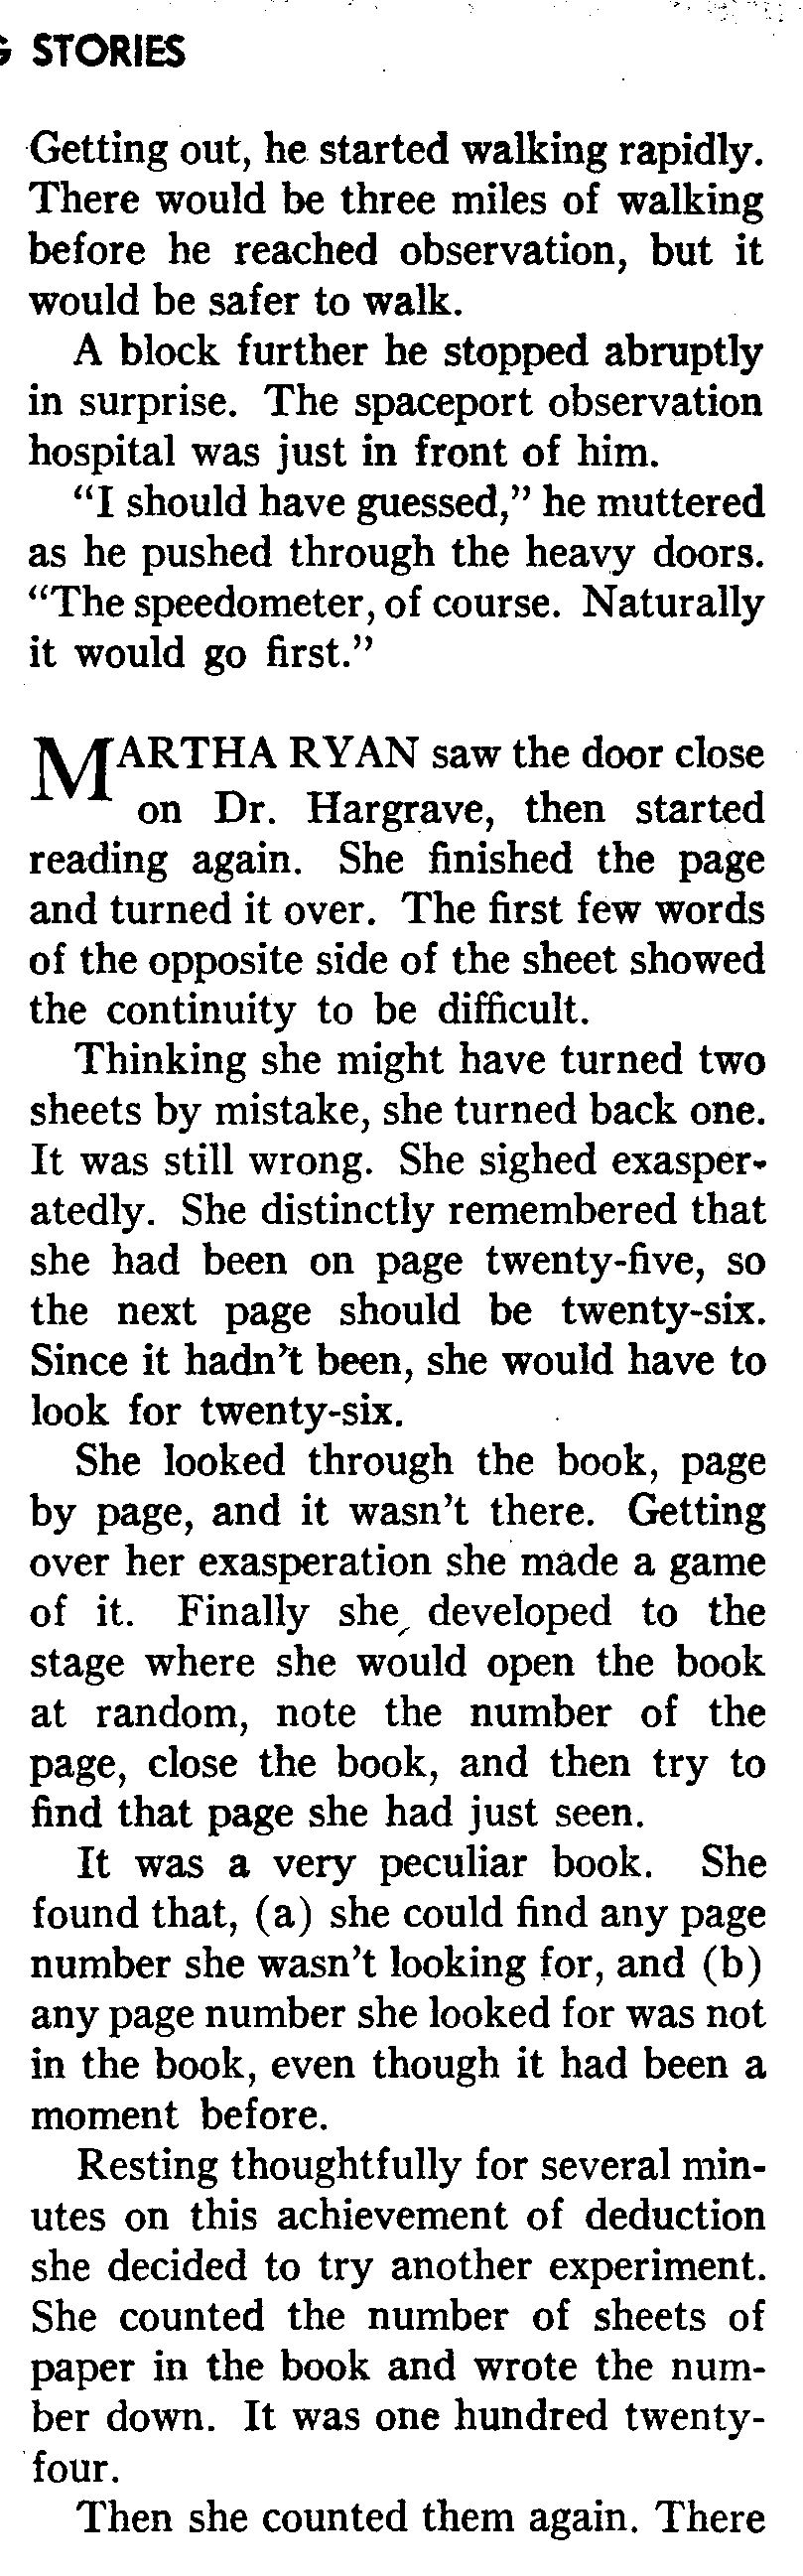 STORIES
Getting out, he started walking rapidly.
There would be three miles of walking
before he reached observation, but it
would be safer to walk.
A block further he stopped abruptly
in surprise. The spaceport observation
hospital was just in front of him.
“I should have guessed,” he muttered
as he pushed through the heavy doors.
“The speedometer, of course. Naturally
it would go first.”
MARTHA RYAN saw the door close
on Dr. Hargrave, then started
reading again. She finished the page
and turned it over. The first few words
of the opposite side of the sheet showed
the continuity to be difficult.
Thinking she might have turned two
sheets by mistake, she turned back one.
It was still wrong. She sighed exasper-
atedly. She distinctly remembered that
she had been on page twenty-five, so
the next page should be twenty-six.
Since it hadn’t been, she would have to
look for twenty-six.
She looked through the book, page
by page, and it wasn’t there. Getting
over her exasperation she made a game
of it. Finally she developed to the
stage where she would open the book
at random, note the number of the
page, close the book, and then try to
find that page she had just seen.
It was a very peculiar book. She
found that, (a) she could find any page
number she wasn’t looking for, and (b)
any page number she looked for was not
in the book, even though it had been a
moment before.
Resting thoughtfully for several min-
utes on this achievement of deduction
she decided to try another experiment.
She counted the number of sheets of
paper in the book and wrote the num-
ber down. It was one hundred twenty-
four.
Then she counted them again. There